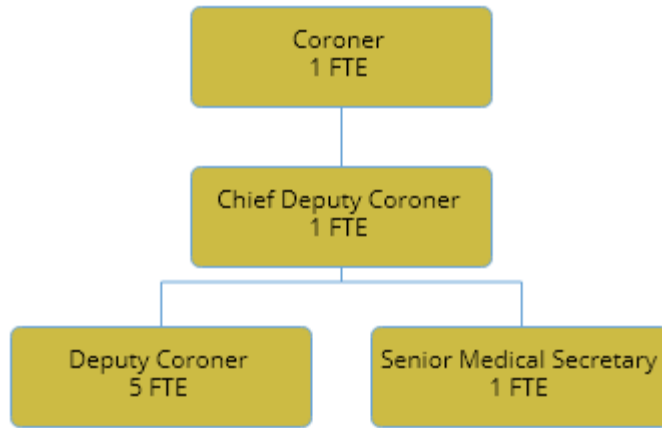 Coroner
1 FTE
Chief Deputy Coroner
1 FTE
Deputy Coroner
5 FTE
Senior Medical Secretary
1 FTE